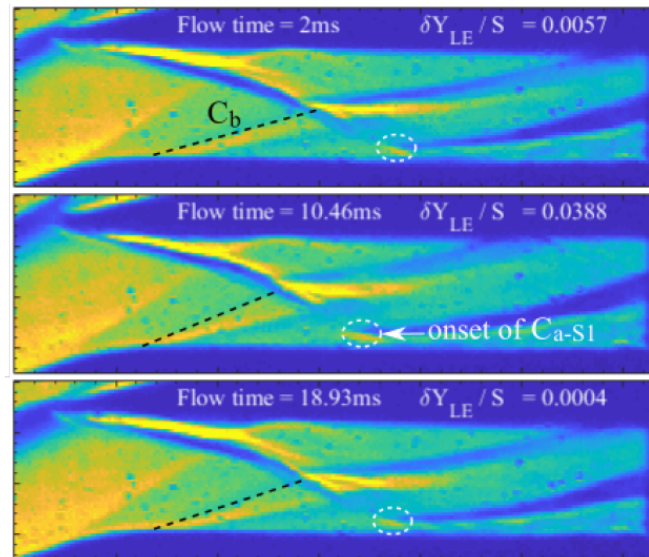 Flow time = 2ms δY_LE / S = 0.0057
C_b
Flow time = 10.46ms δY_LE / S = 0.0388
onset of C_a-S1
Flow time = 18.93ms δY_LE / S = 0.0004